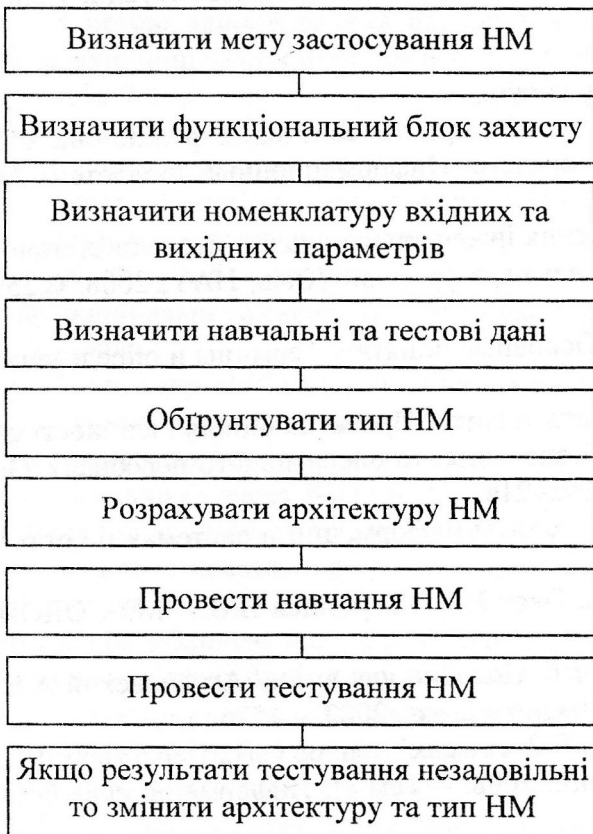 Визначити мету застосування НМ
Визначити функціональний блок захисту
Визначити номенклатуру вхідних та
вихідних параметрів
Визначити навчальні та тестові дані
Обґрунтувати тип НМ
Розрахувати архітектуру НМ
Провести навчання НМ
Провести тестування НМ
Якщо результати тестування незадовільні
то змінити архітектуру та тип НМ